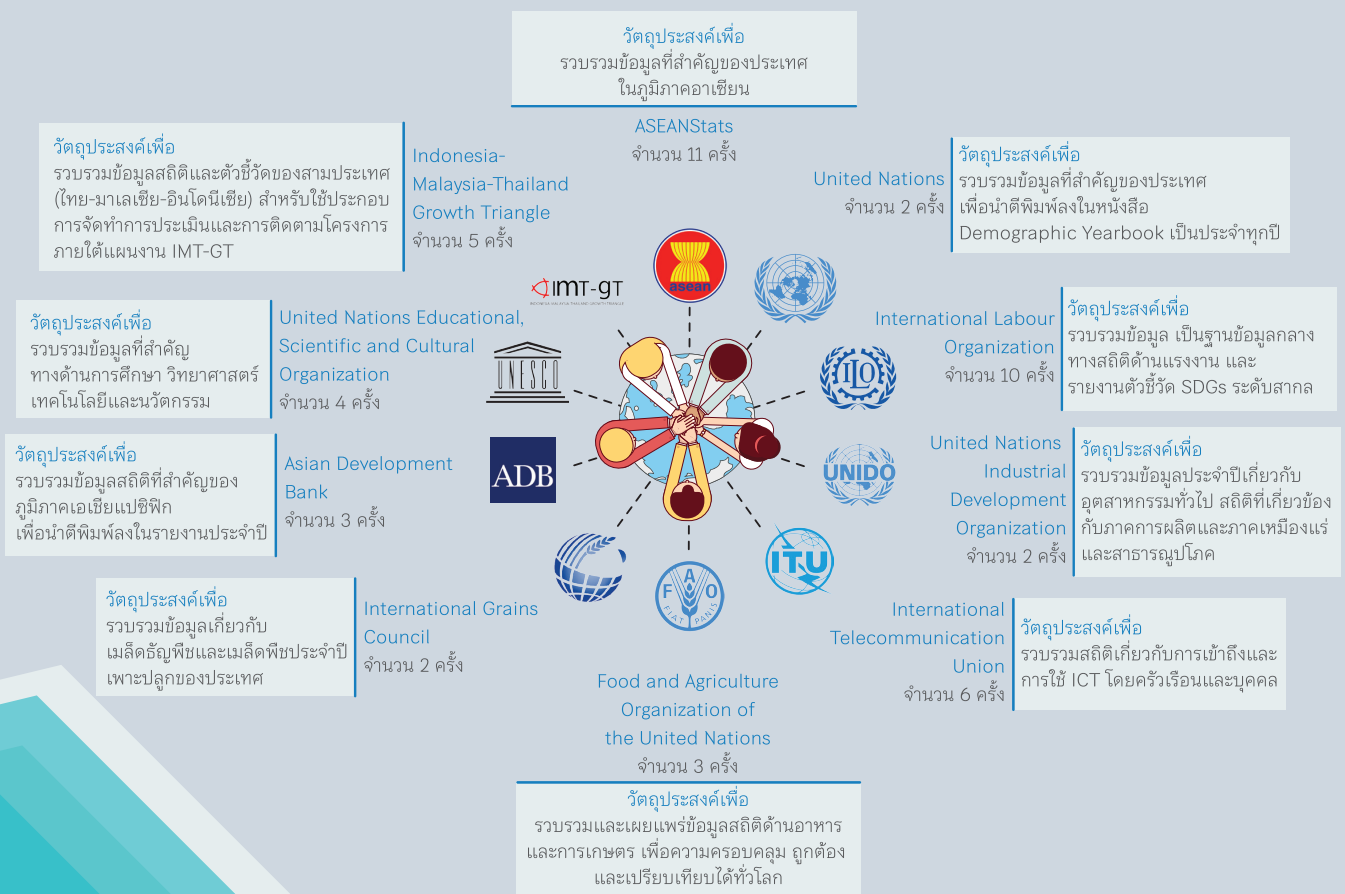 วัตถุประสงค์เพื่อ
รวบรวมข้อมูลที่สำคัญของประเทศ
ในภูมิภาคอาเซียน
ASEANStats
จำนวน 11 ครั้ง
วัตถุประสงค์เพื่อ
รวบรวมข้อมูลสถิติและตัวชี้วัดของสามประเทศ
(ไทย-มาเลเซีย-อินโดนีเซีย) สำหรับใช้ประกอบ
การจัดทำการประเมินและการติดตามโครงการ
ภายใต้แผนงาน IMT-GT
Indonesia-
Malaysia-Thailand
Growth Triangle
จำนวน 5 ครั้ง
United Nations
จำนวน 2 ครั้ง
วัตถุประสงค์เพื่อ
รวบรวมข้อมูลที่สำคัญของประเทศ
เพื่อนำตีพิมพ์ลงในหนังสือ
Demographic Yearbook เป็นประจำทุกปี
IMT-GT
INDONESIA-MALAYSIA-THAILAND GROWTH TRIANGLE
asean
วัตถุประสงค์เพื่อ
รวบรวมข้อมูลที่สำคัญ
ทางด้านการศึกษา วิทยาศาสตร์
เทคโนโลยีและนวัตกรรม
United Nations Educational,
Scientific and Cultural
Organization
จำนวน 4 ครั้ง
UNESCO
International Labour
Organization
จำนวน 10 ครั้ง
ILO
วัตถุประสงค์เพื่อ
รวบรวมข้อมูล เป็นฐานข้อมูลกลาง
ทางสถิติด้านแรงงาน และ
รายงานตัวชี้วัด SDGs ระดับสากล
วัตถุประสงค์เพื่อ
รวบรวมข้อมูลสถิติที่สำคัญของ
ภูมิภาคเอเชียแปซิฟิก
เพื่อนำตีพิมพ์ลงในรายงานประจำปี
Asian Development
Bank
จำนวน 3 ครั้ง
ADB
UNIDO
United Nations
Industrial
Development
Organization
จำนวน 2 ครั้ง
วัตถุประสงค์เพื่อ
รวบรวมข้อมูลประจำปีเกี่ยวกับ
อุตสาหกรรมทั่วไป สถิติที่เกี่ยวข้อง
กับภาคการผลิตและภาคเหมืองแร่
และสาธารณูปโภค
วัตถุประสงค์เพื่อ
รวบรวมข้อมูลเกี่ยวกับ
เมล็ดธัญพืชและเมล็ดพืชประจำปี
เพาะปลูกของประเทศ
International Grains
Council
จำนวน 2 ครั้ง
FAO
FIAT PANIS
ITU
International
Telecommunication
Union
จำนวน 6 ครั้ง
วัตถุประสงค์เพื่อ
รวบรวมสถิติเกี่ยวกับการเข้าถึงและ
การใช้ ICT โดยครัวเรือนและบุคคล
Food and Agriculture
Organization of
the United Nations
จำนวน 3 ครั้ง
วัตถุประสงค์เพื่อ
รวบรวมและเผยแพร่ข้อมูลสถิติด้านอาหาร
และการเกษตร เพื่อความครอบคลุม ถูกต้อง
และเปรียบเทียบได้ทั่วโลก